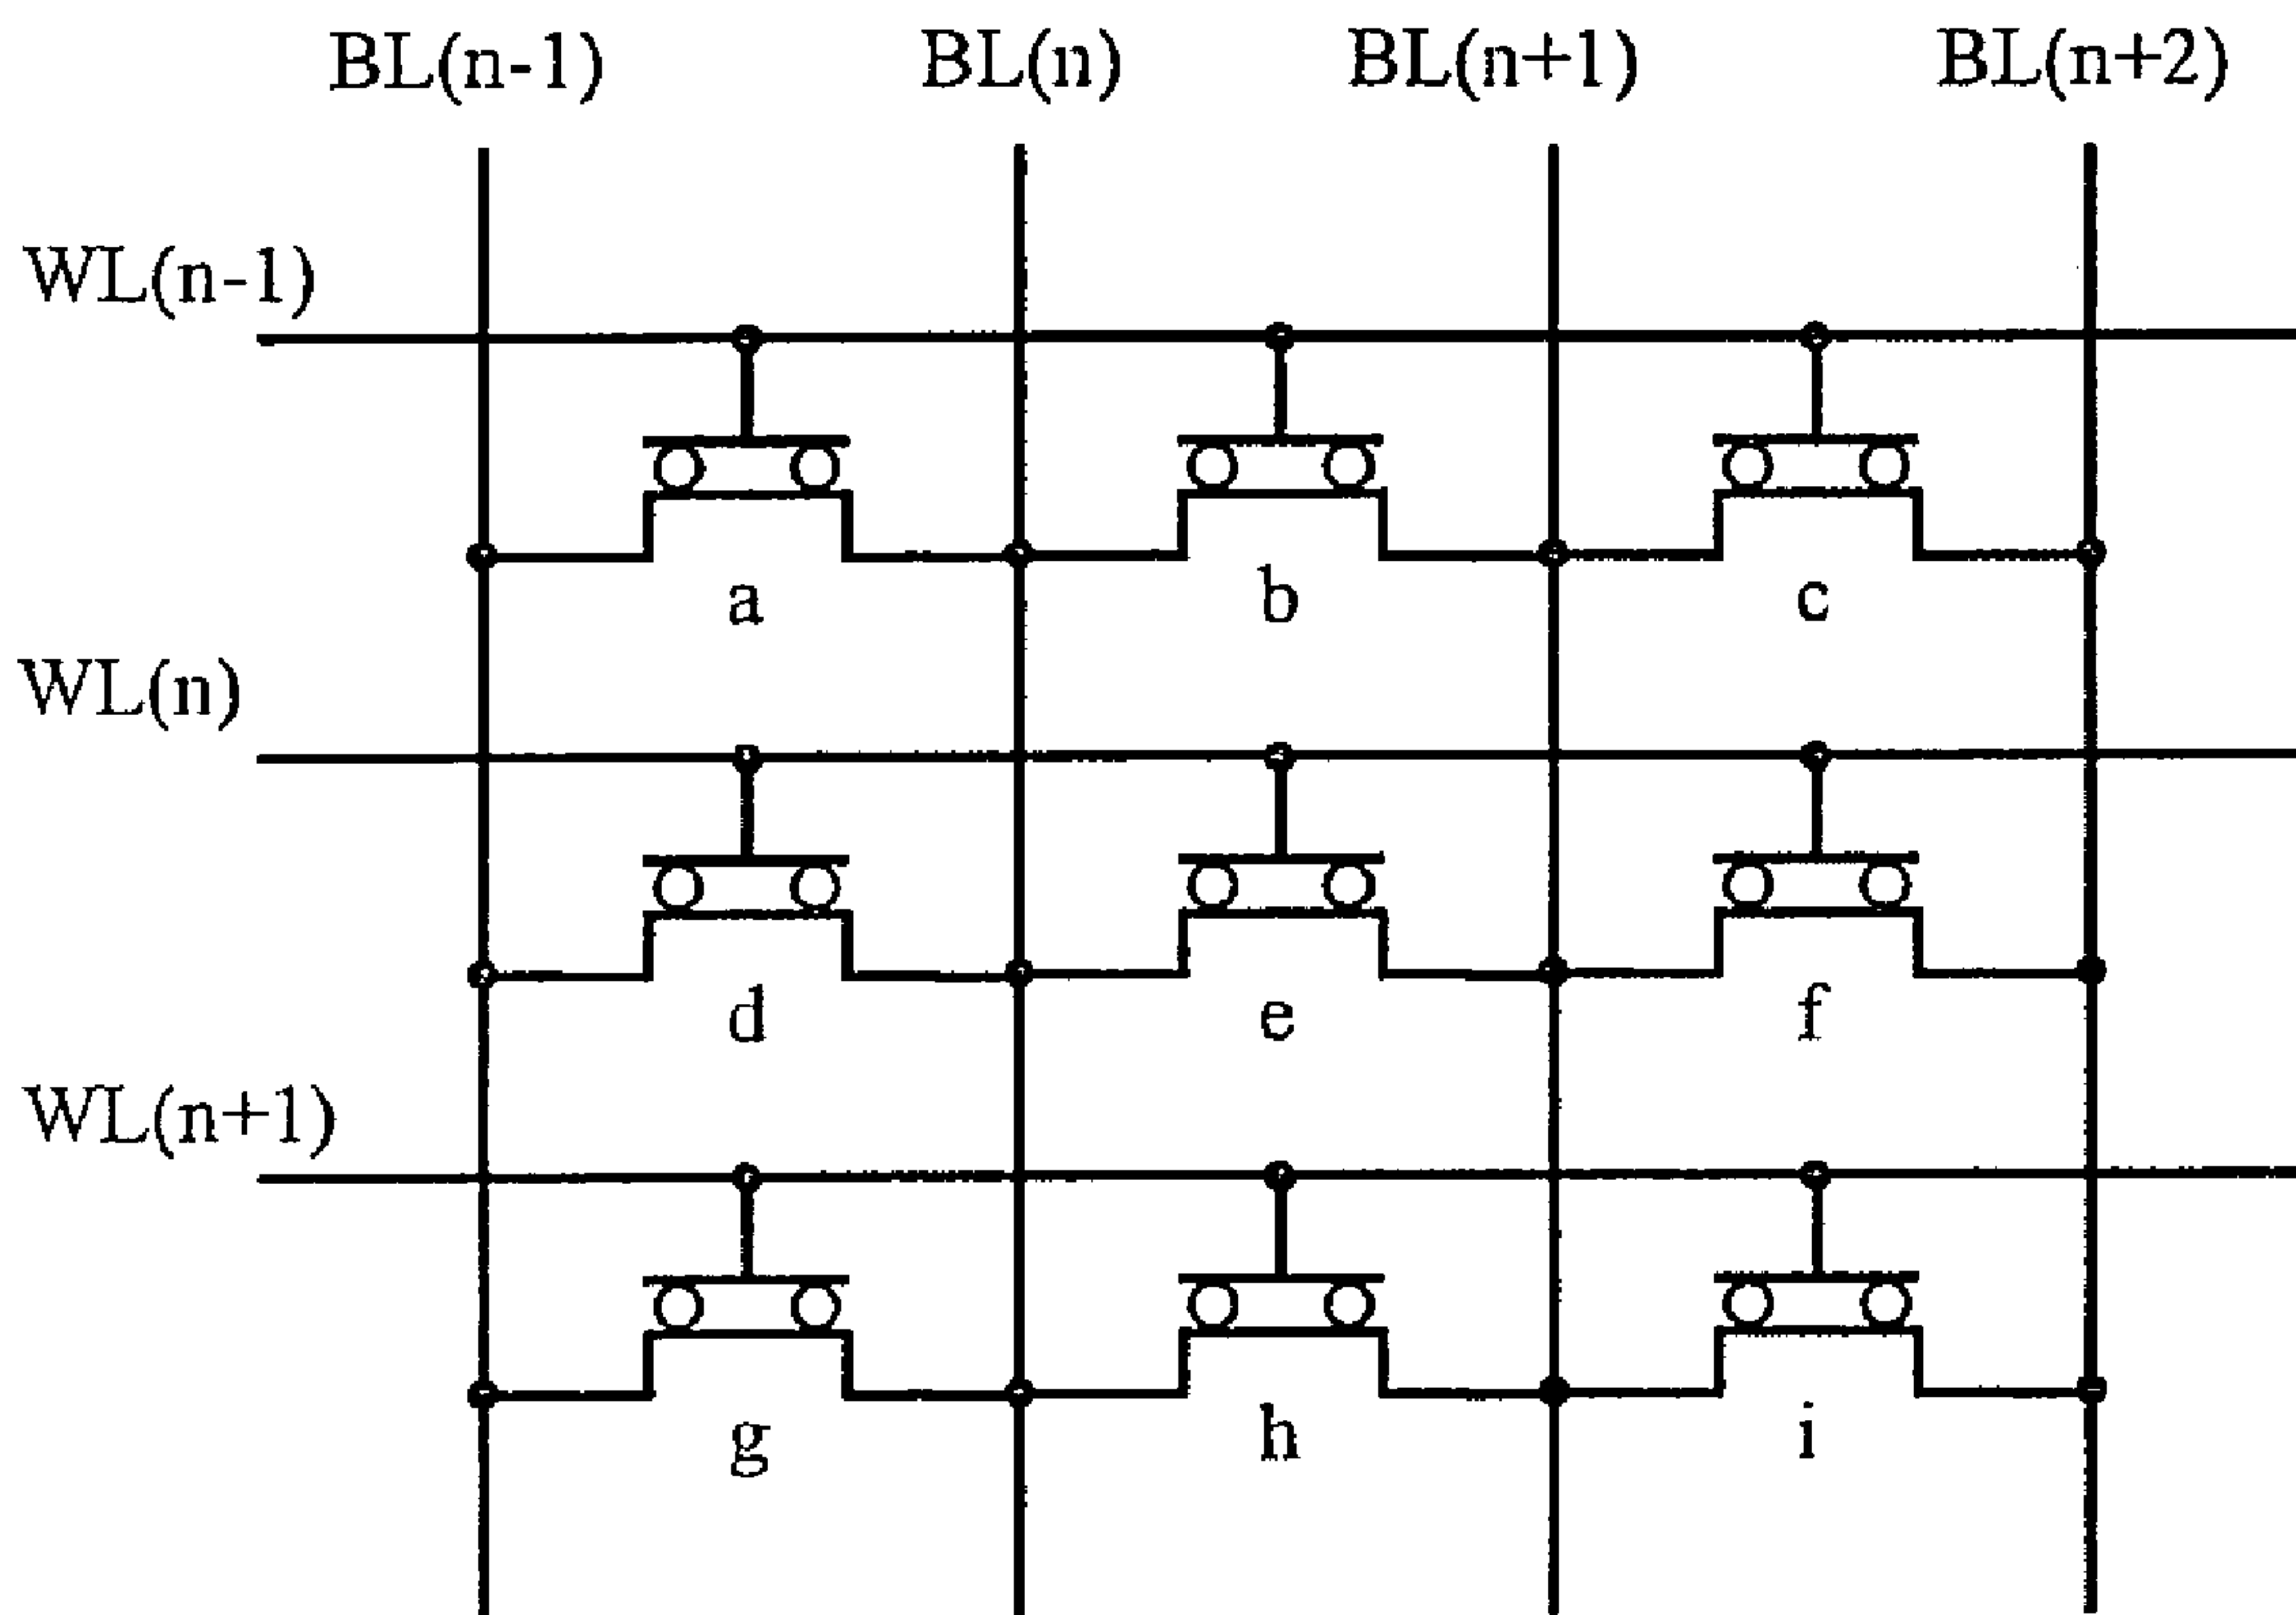 BL(n-1) BL(n) BL(n+1) BL(n+2)
WL(n-1)
a b c
WL(n)
d e f
WL(n+1)
g h i